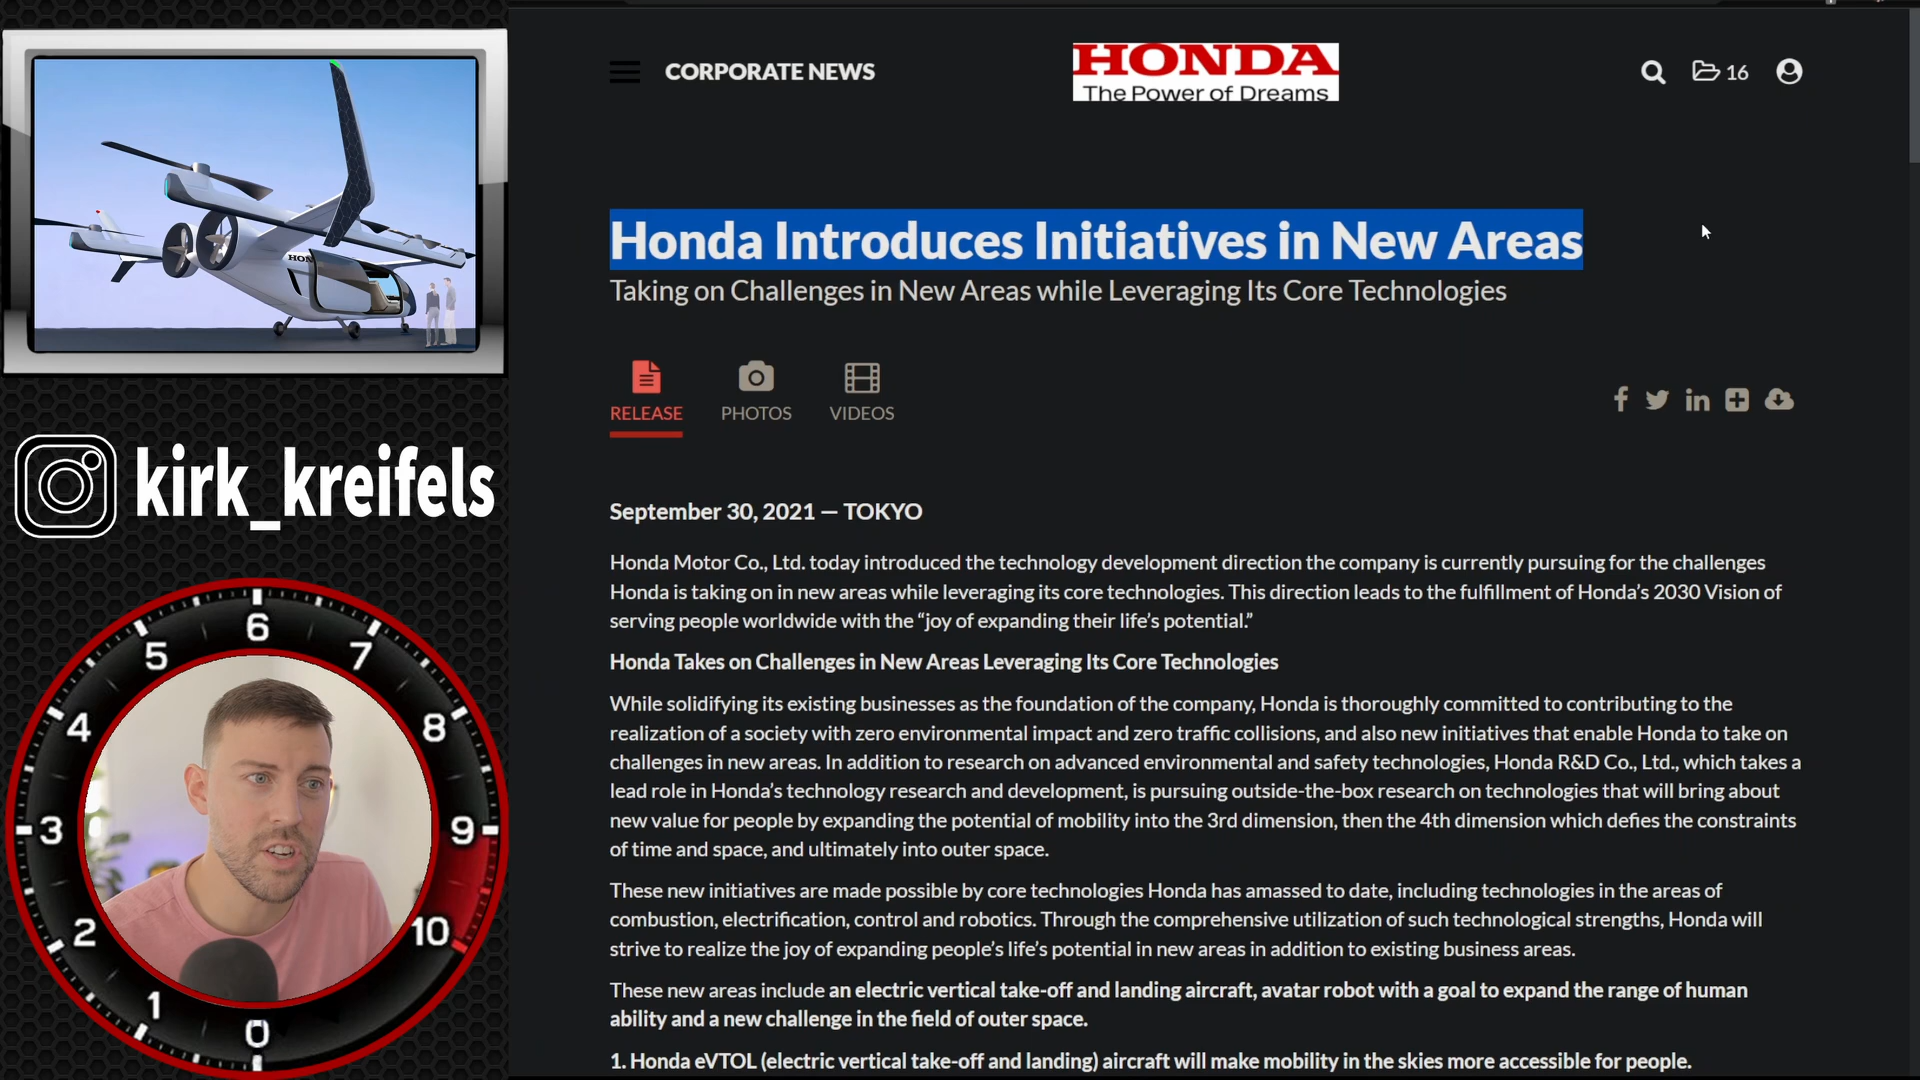 HON
kirk_kreifels
0
1
2
3
4
5
6
7
8
9
10
CORPORATE NEWS
HONDA
The Power of Dreams
16
Honda Introduces Initiatives in New Areas
Taking on Challenges in New Areas while Leveraging Its Core Technologies
RELEASE
PHOTOS
VIDEOS
September 30, 2021 — TOKYO
Honda Motor Co., Ltd. today introduced the technology development direction the company is currently pursuing for the challenges
Honda is taking on in new areas while leveraging its core technologies. This direction leads to the fulfillment of Honda’s 2030 Vision of
serving people worldwide with the “joy of expanding their life’s potential.”
Honda Takes on Challenges in New Areas Leveraging Its Core Technologies
While solidifying its existing businesses as the foundation of the company, Honda is thoroughly committed to contributing to the
realization of a society with zero environmental impact and zero traffic collisions, and also new initiatives that enable Honda to take on
challenges in new areas. In addition to research on advanced environmental and safety technologies, Honda R&D Co., Ltd., which takes a
lead role in Honda’s technology research and development, is pursuing outside-the-box research on technologies that will bring about
new value for people by expanding the potential of mobility into the 3rd dimension, then the 4th dimension which defies the constraints
of time and space, and ultimately into outer space.
These new initiatives are made possible by core technologies Honda has amassed to date, including technologies in the areas of
combustion, electrification, control and robotics. Through the comprehensive utilization of such technological strengths, Honda will
strive to realize the joy of expanding people’s life’s potential in new areas in addition to existing business areas.
These new areas include an electric vertical take-off and landing aircraft, avatar robot with a goal to expand the range of human
ability and a new challenge in the field of outer space.
1. Honda eVTOL (electric vertical take-off and landing) aircraft will make mobility in the skies more accessible for people.